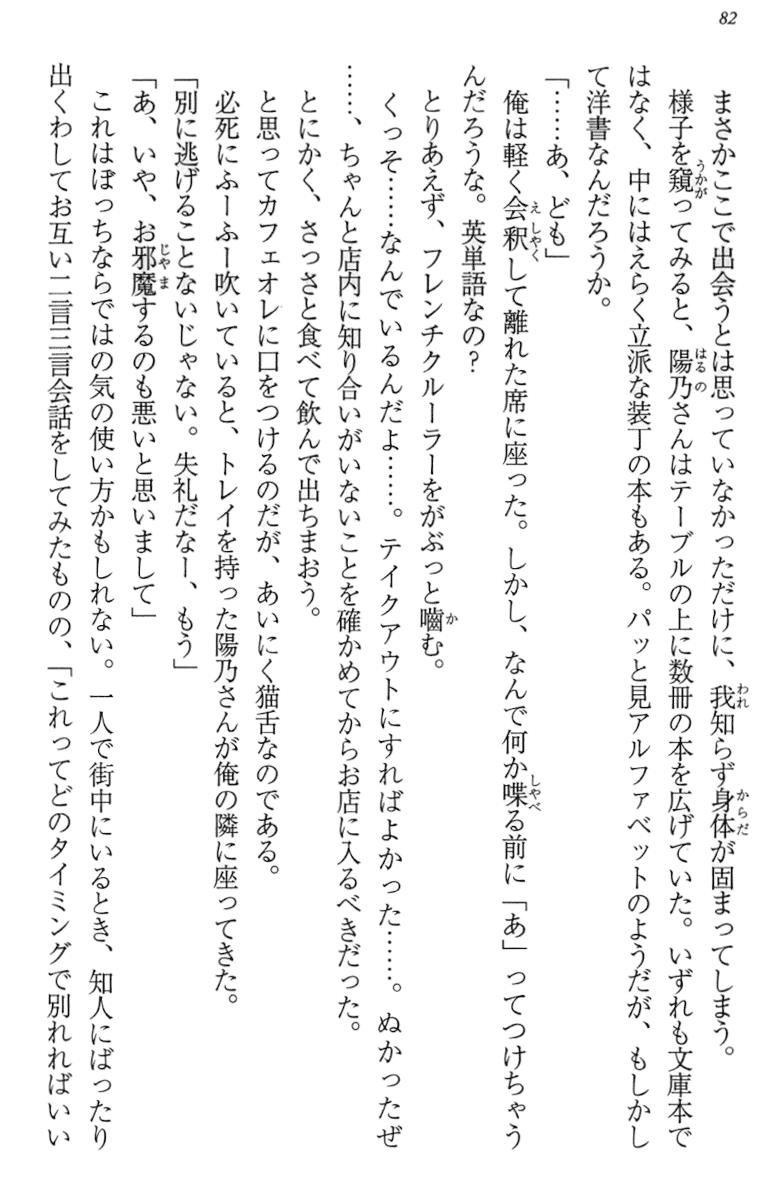 82
まさかここで出会うとは思っていなかっただけに、我知らず身体が固まってしまう。
様子を窺ってみると、陽乃さんはテーブルの上に数冊の本を広げていた。いずれも文庫本で
はなく、中にはえらく立派な装丁の本もある。パッと見アルファベットのようだが、もしかし
て洋書なんだろうか。
「……あ、ども」
俺は軽く会釈して離れた席に座った。しかし、なんで何か喋る前に「あ」ってつけちゃう
んだろうな。英単語なの?
とりあえず、フレンチクルーラーをがぶっと嚙む。
くっそ……なんでいるんだよ……。テイクアウトにすればよかった……。ぬかったぜ
……、ちゃんと店内に知り合いがいないことを確かめてからお店に入るべきだった。
とにかく、さっさと食べて飲んで出ちまおう。
と思ってカフェオレに口をつけるのだが、あいにく猫舌なのである。
必死にふーふー吹いていると、トレイを持った陽乃さんが俺の隣に座ってきた。
「別に逃げることないじゃない。失礼だなー、もう」
「あ、いや、お邪魔するのも悪いと思いまして」
これはぼっちならではの気の使い方かもしれない。一人で街中にいるとき、知人にばったり
出くわしてお互い二言三言会話をしてみたものの、「これってどのタイミングで別れればいい